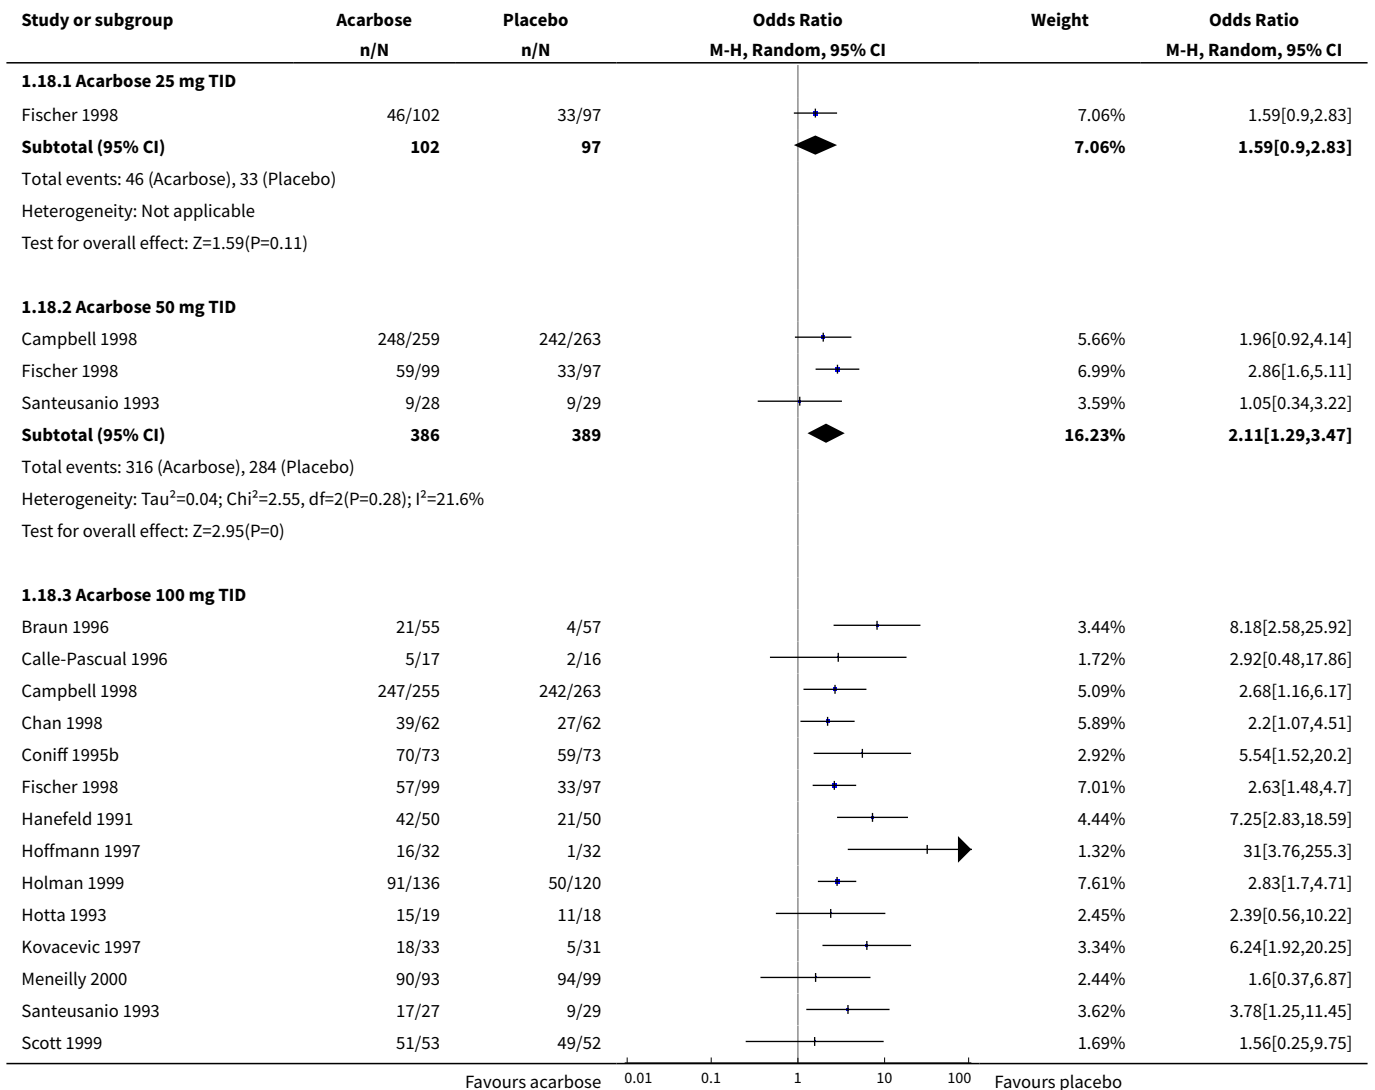 Study or subgroup Acarbose Placebo Odds Ratio Weight Odds Ratio
n/N n/N M-H, Random, 95% CI M-H, Random, 95% CI
1.18.1 Acarbose 25 mg TID
Fischer 1998 46/102 33/97 7.06% 1.59[0.9,2.83]
Subtotal (95% CI) 102 97 7.06% 1.59[0.9,2.83]
Total events: 46 (Acarbose), 33 (Placebo)
Heterogeneity: Not applicable
Test for overall effect: Z=1.59(P=0.11)
1.18.2 Acarbose 50 mg TID
Campbell 1998 248/259 242/263 5.66% 1.96[0.92,4.14]
Fischer 1998 59/99 33/97 6.99% 2.86[1.6,5.11]
Santeusanio 1993 9/28 9/29 3.59% 1.05[0.34,3.22]
Subtotal (95% CI) 386 389 16.23% 2.11[1.29,3.47]
Total events: 316 (Acarbose), 284 (Placebo)
Heterogeneity: Tau²=0.04; Chi²=2.55, df=2(P=0.28); I²=21.6%
Test for overall effect: Z=2.95(P=0)
1.18.3 Acarbose 100 mg TID
Braun 1996 21/55 4/57 3.44% 8.18[2.58,25.92]
Calle-Pascual 1996 5/17 2/16 1.72% 2.92[0.48,17.86]
Campbell 1998 247/255 242/263 5.09% 2.68[1.16,6.17]
Chan 1998 39/62 27/62 5.89% 2.2[1.07,4.51]
Coniff 1995b 70/73 59/73 2.92% 5.54[1.52,20.2]
Fischer 1998 57/99 33/97 7.01% 2.63[1.48,4.7]
Hanefeld 1991 42/50 21/50 4.44% 7.25[2.83,18.59]
Hoffmann 1997 16/32 1/32 1.32% 31[3.76,255.3]
Holman 1999 91/136 50/120 7.61% 2.83[1.7,4.71]
Hotta 1993 15/19 11/18 2.45% 2.39[0.56,10.22]
Kovacevic 1997 18/33 5/31 3.34% 6.24[1.92,20.25]
Meneilly 2000 90/93 94/99 2.44% 1.6[0.37,6.87]
Santeusanio 1993 17/27 9/29 3.62% 3.78[1.25,11.45]
Scott 1999 51/53 49/52 1.69% 1.56[0.25,9.75]
Favours acarbose 0.01 0.1 1 10 100 Favours placebo